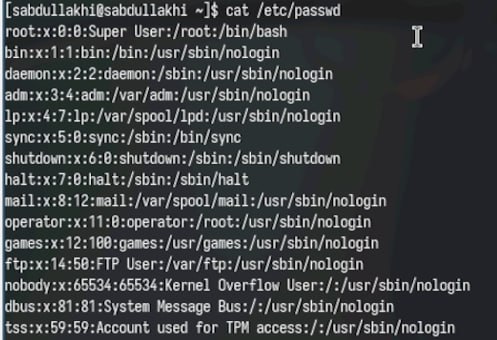 [sabdullakhi@sabdullakhi ~]$ cat /etc/passwd
root:x:0:0:Super User:/root:/bin/bash
bin:x:1:1:bin:/bin:/usr/sbin/nologin
daemon:x:2:2:daemon:/sbin:/usr/sbin/nologin
adm:x:3:4:adm:/var/adm:/usr/sbin/nologin
lp:x:4:7:lp:/var/spool/lpd:/usr/sbin/nologin
sync:x:5:0:sync:/sbin:/bin/sync
shutdown:x:6:0:shutdown:/sbin:/sbin/shutdown
halt:x:7:0:halt:/sbin:/sbin/halt
mail:x:8:12:mail:/var/spool/mail:/usr/sbin/nologin
operator:x:11:0:operator:/root:/usr/sbin/nologin
games:x:12:100:games:/usr/games:/usr/sbin/nologin
ftp:x:14:50:FTP User:/var/ftp:/usr/sbin/nologin
nobody:x:65534:65534:Kernel Overflow User:/:/usr/sbin/nologin
dbus:x:81:81:System Message Bus:/:/usr/sbin/nologin
tss:x:59:59:Account used for TPM access:/:/usr/sbin/nologin